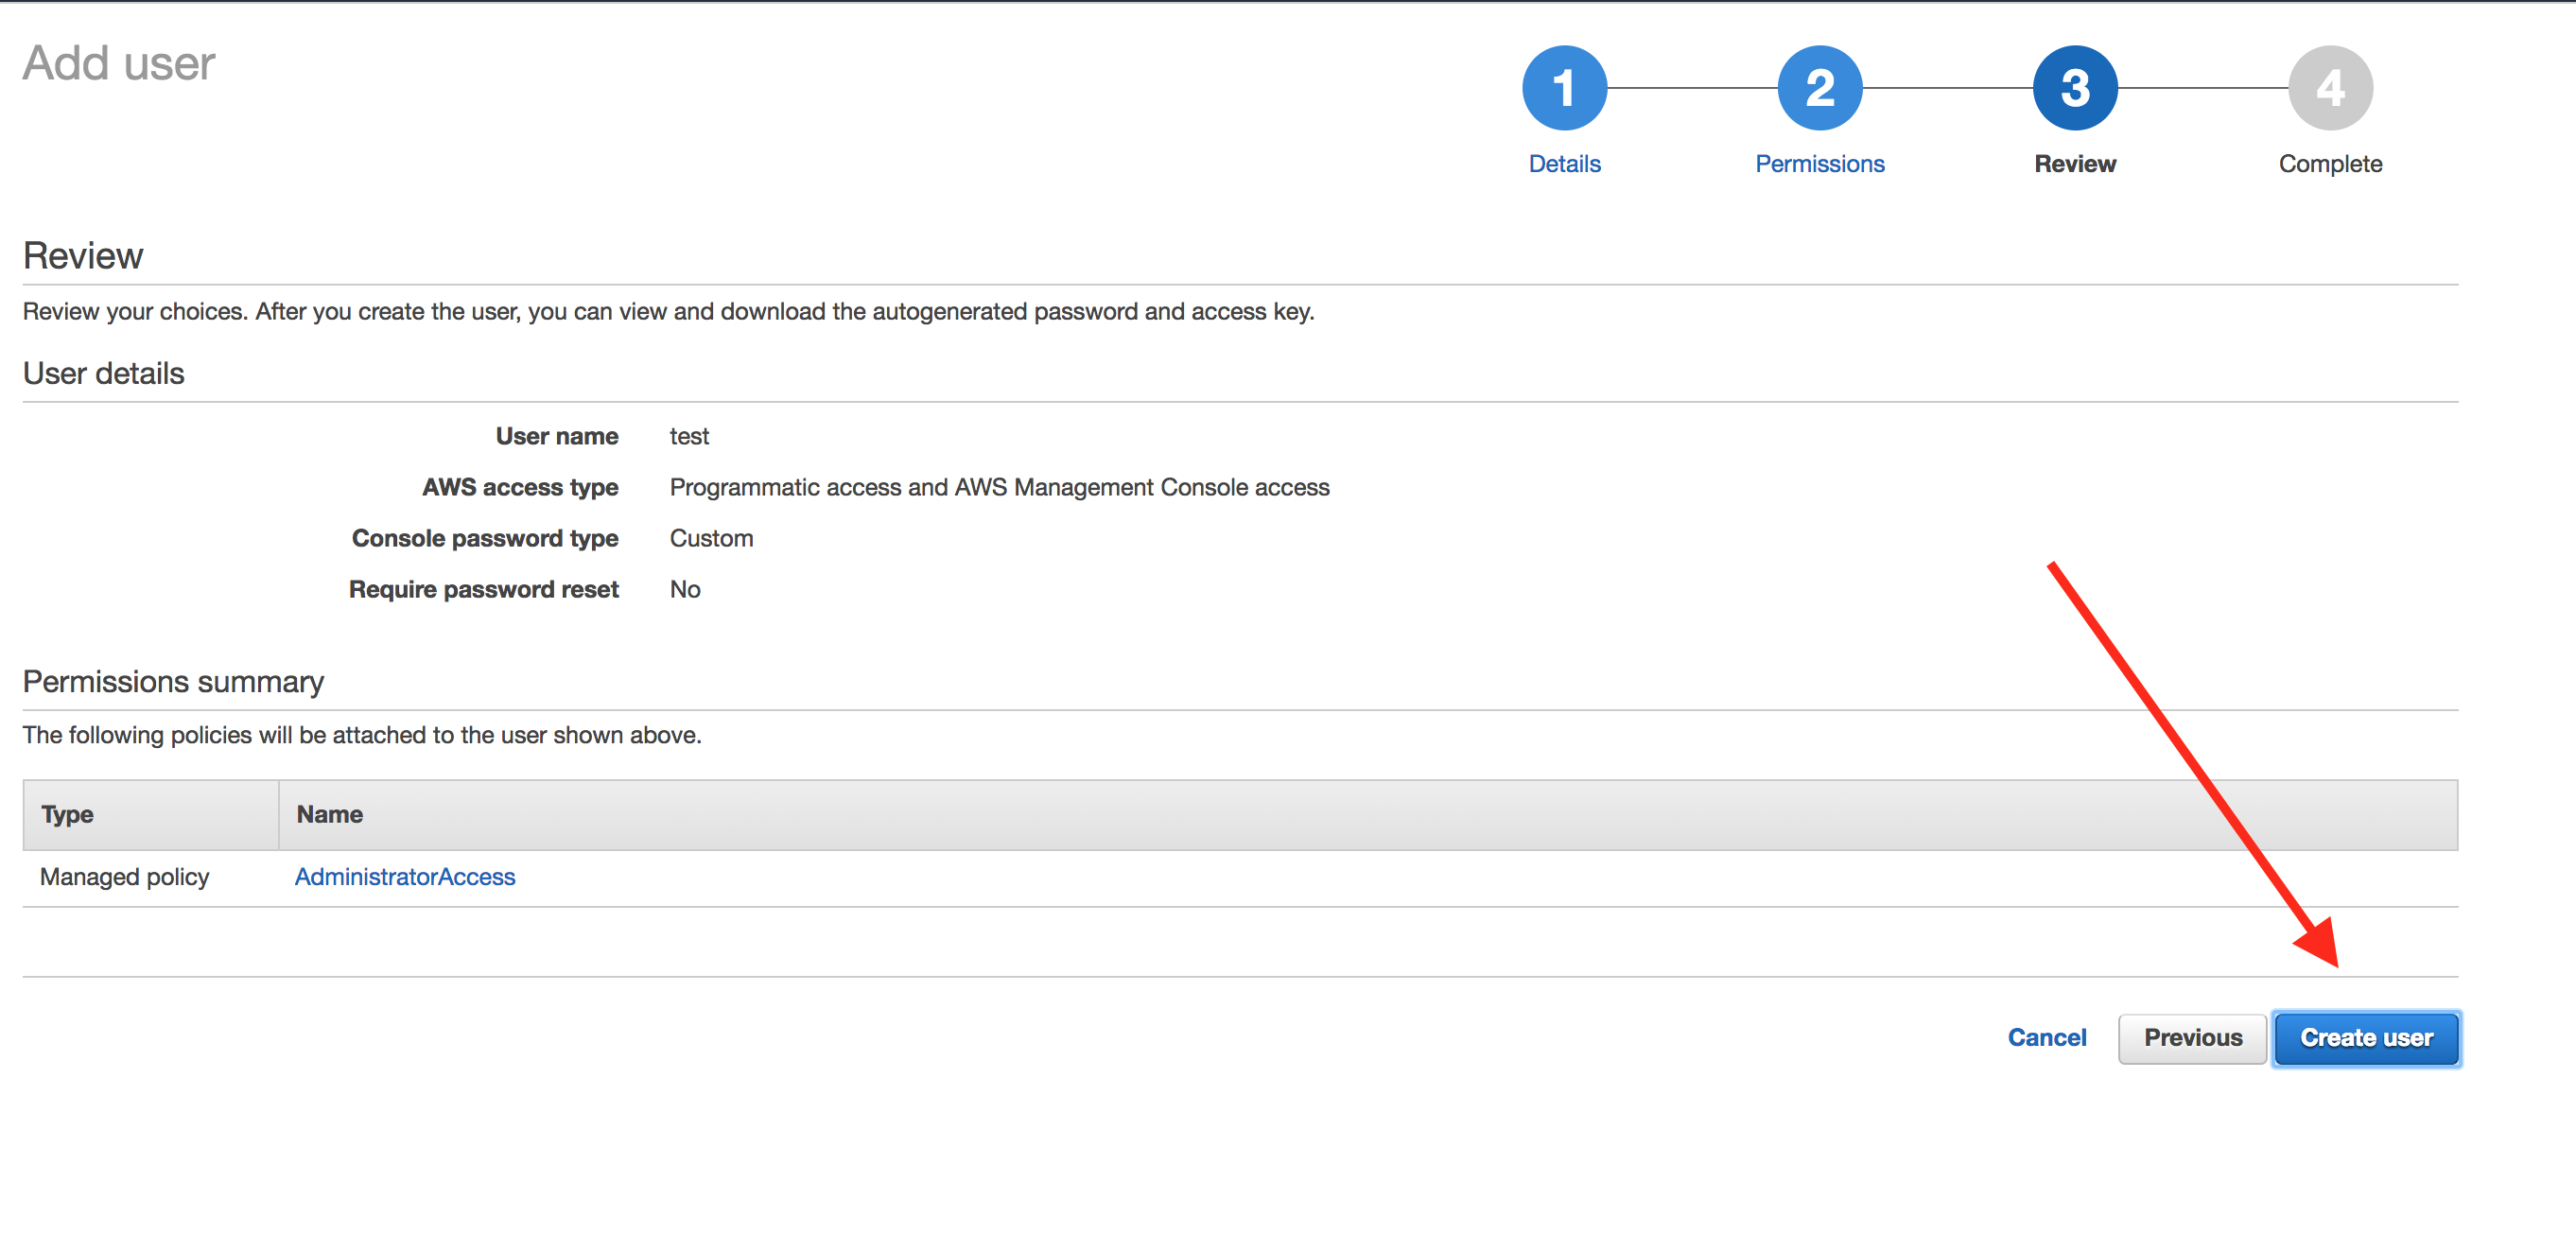 Add user
1 2 3 4
Details Permissions Review Complete
Review
Review your choices. After you create the user, you can view and download the autogenerated password and access key.
User details
User name test
AWS access type Programmatic access and AWS Management Console access
Console password type Custom
Require password reset No
Permissions summary
The following policies will be attached to the user shown above.
Type Name
Managed policy AdministratorAccess
Cancel Previous Create user